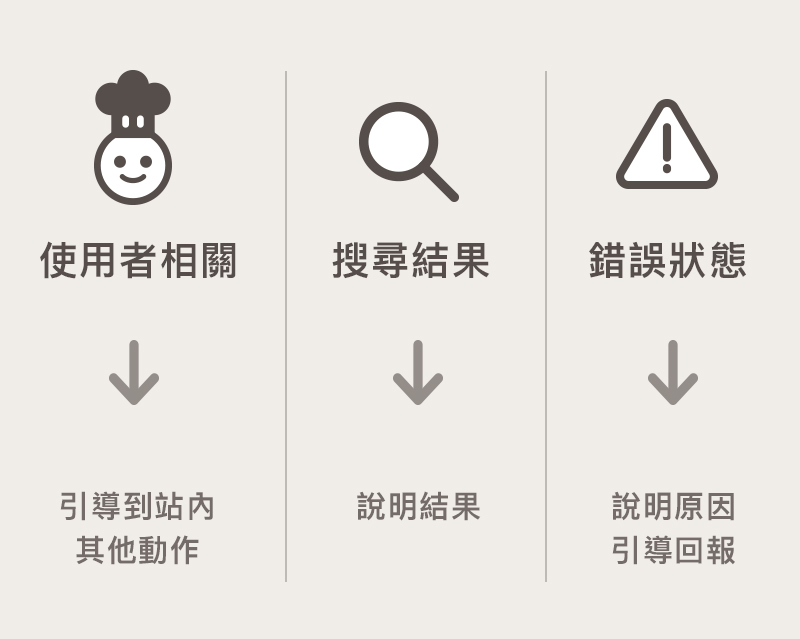 使用者相關
引導到站內
其他動作
搜尋結果
說明結果
錯誤狀態
說明原因
引導回報